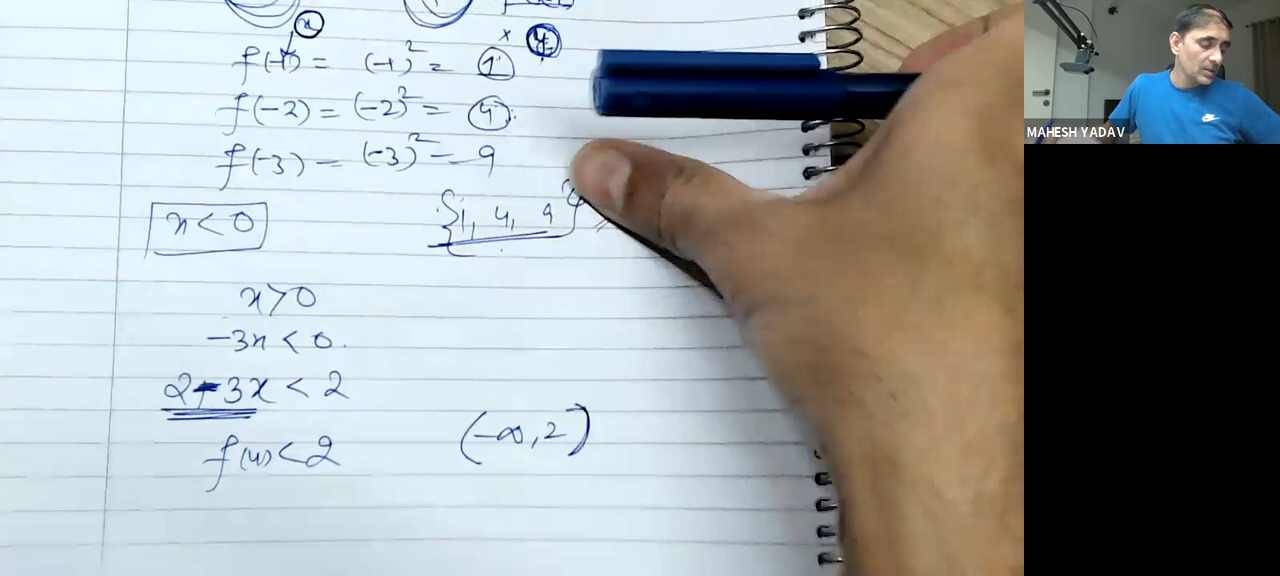 x
x
y
f(-1) = (-1)² = 1
f(-2) = (-2)² = 4
f(-3) = (-3)² = 9
x < 0
{1, 4, 9}
x > 0
-3x < 0.
2-3x < 2
f(x) < 2
(-∞, 2)
MAHESH YADAV